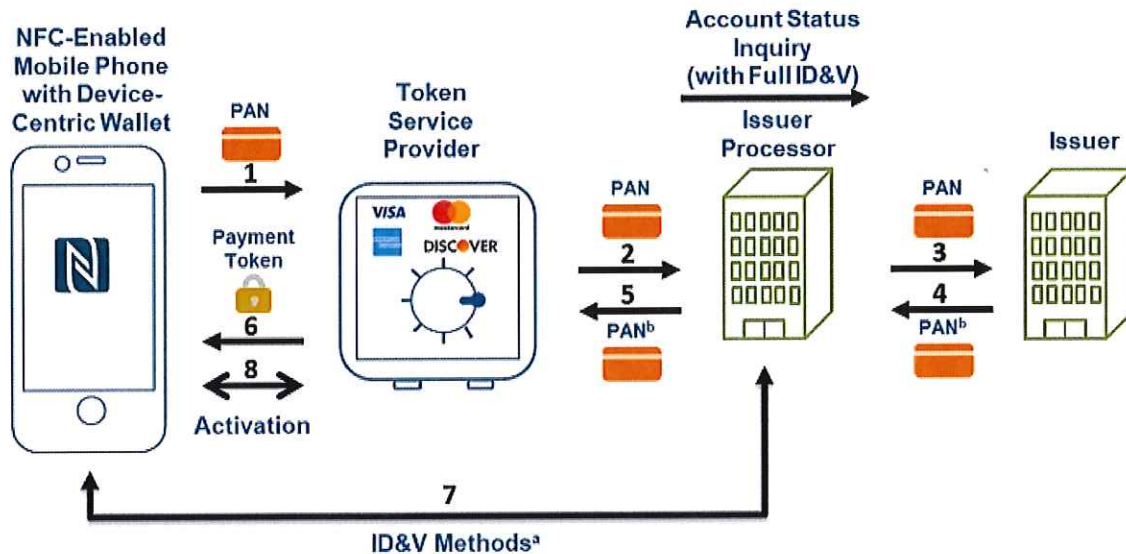 NFC-Enabled
Mobile Phone
with Device-
Centric Wallet
PAN
1
Token
Service
Provider
Account Status
Inquiry
(with Full ID&V)
Issuer
Processor
Issuer
VISA
mastercard
DISCOVER
PAN
2
5
PANᵇ
PAN
3
4
PANᵇ
Payment
Token
6
8
Activation
N
7
ID&V Methodsᵃ